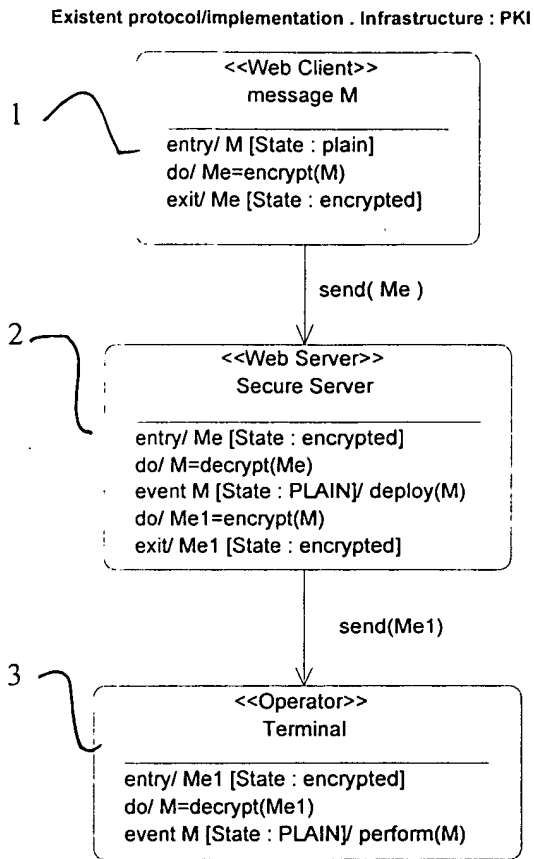 Existent protocol/implementation . Infrastructure : PKI
1
<<Web Client>>
message M
entry/ M [State : plain]
do/ Me=encrypt(M)
exit/ Me [State : encrypted]
send( Me )
2
<<Web Server>>
Secure Server
entry/ Me [State : encrypted]
do/ M=decrypt(Me)
event M [State : PLAIN]/ deploy(M)
do/ Me1=encrypt(M)
exit/ Me1 [State : encrypted]
send(Me1)
3
<<Operator>>
Terminal
entry/ Me1 [State : encrypted]
do/ M=decrypt(Me1)
event M [State : PLAIN]/ perform(M)